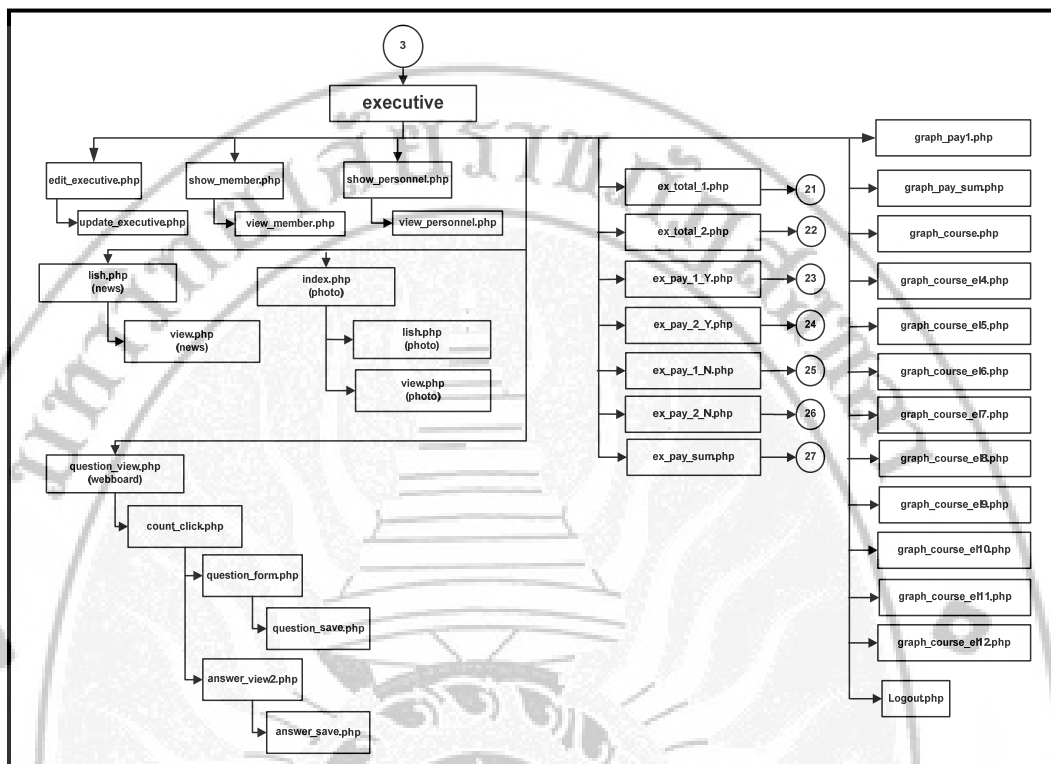 3
executive
edit_executive.php
update_executive.php
show_member.php
view_member.php
show_personnel.php
view_personnel.php
lish.php
(news)
view.php
(news)
index.php
(photo)
lish.php
(photo)
view.php
(photo)
question_view.php
(webboard)
count_click.php
question_form.php
question_save.php
answer_view2.php
answer_save.php
ex_total_1.php
21
ex_total_2.php
22
ex_pay_1_Y.php
23
ex_pay_2_Y.php
24
ex_pay_1_N.php
25
ex_pay_2_N.php
26
ex_pay_sum.php
27
graph_pay1.php
graph_pay_sum.php
graph_course.php
graph_course_el4.php
graph_course_el5.php
graph_course_el6.php
graph_course_el7.php
graph_course_el8.php
graph_course_el9.php
graph_course_el10.php
graph_course_el11.php
graph_course_el12.php
Logout.php